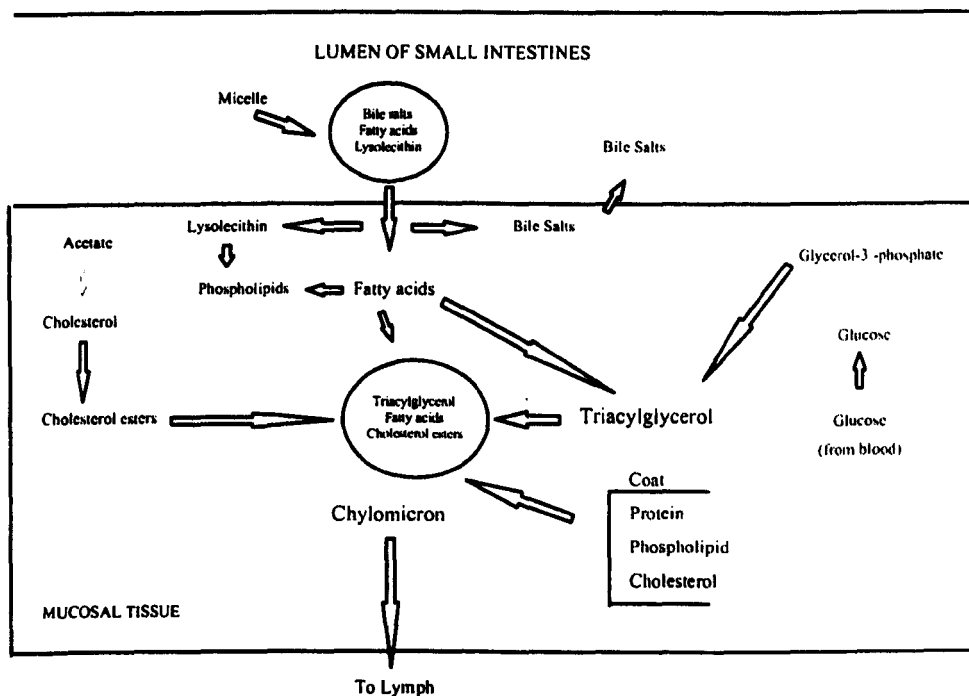 LUMEN OF SMALL INTESTINES
Micelle
Bile salts
Fatty acids
Lysolecithin
Bile Salts
Lysolecithin
Bile Salts
Acetate
Glycerol-3 -phosphate
Phospholipids
Fatty acids
Cholesterol
Glucose
Triacylglycerol
Fatty acids
Cholesterol esters
Cholesterol esters
Triacylglycerol
Glucose
(from blood)
Coat
Chylomicron
Protein
Phospholipid
Cholesterol
MUCOSAL TISSUE
To Lymph